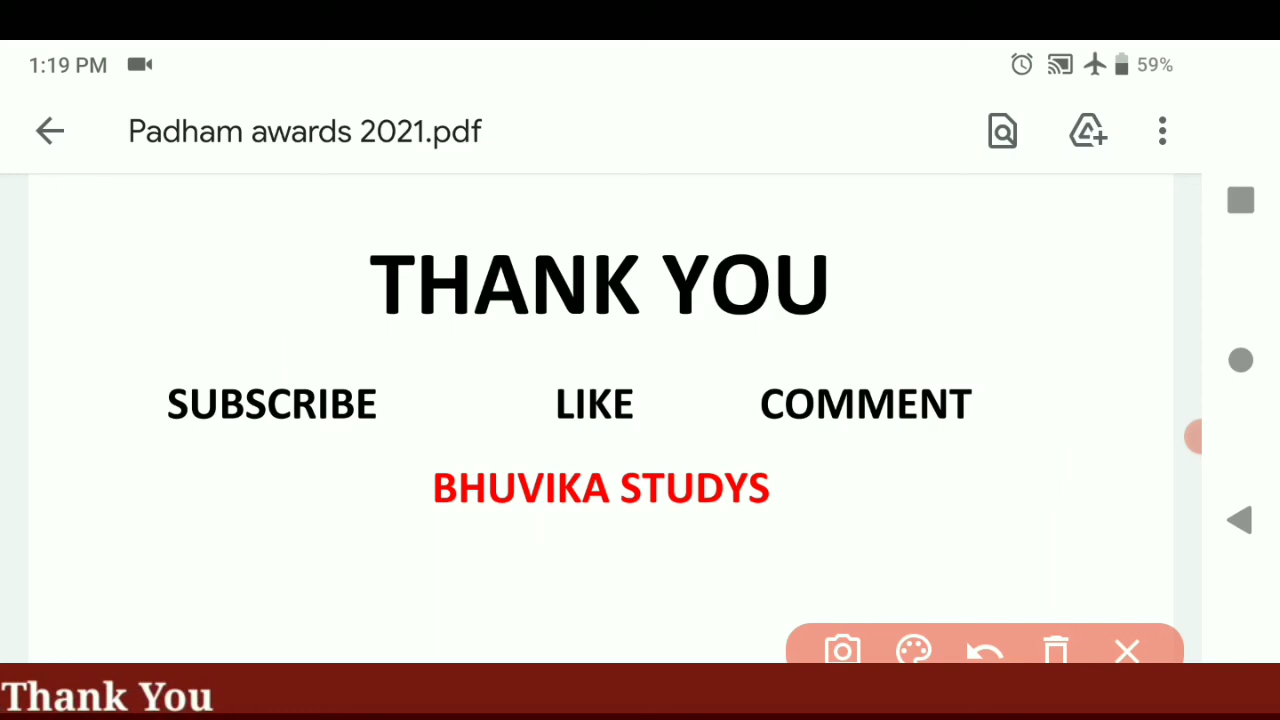 1:19 PM 59%
Padham awards 2021.pdf
THANK YOU
SUBSCRIBE LIKE COMMENT
BHUVIKA STUDYS
Thank You